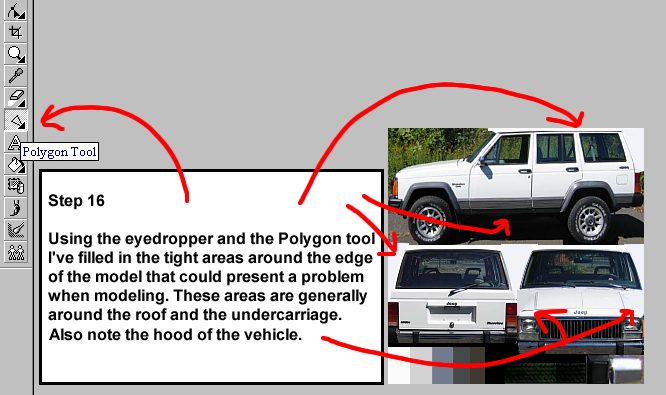 Polygon Tool
Step 16
Using the eyedropper and the Polygon tool
I've filled in the tight areas around the edge
of the model that could present a problem
when modeling. These areas are generally
around the roof and the undercarriage.
Also note the hood of the vehicle.
Jeep
Jeep